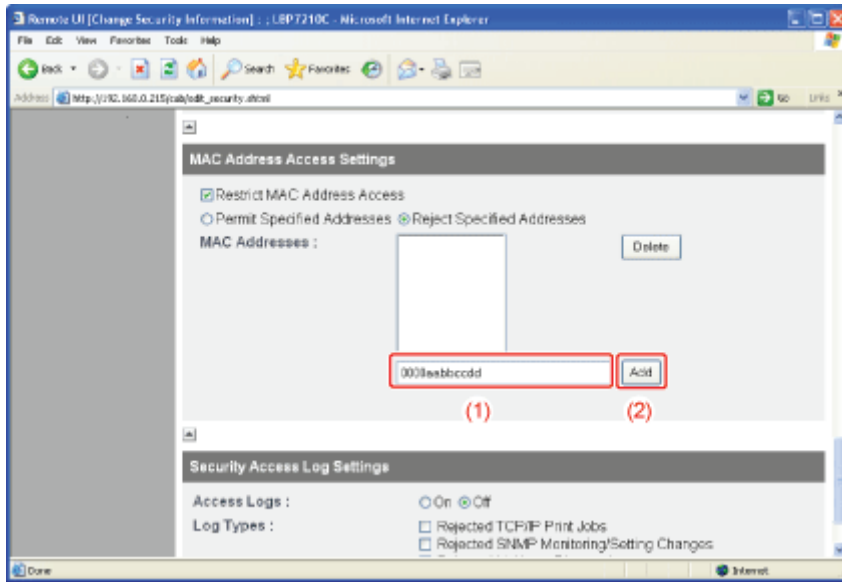 Remote UI [Change Security Information] : ; LBP7210C - Microsoft Internet Explorer
File Edit View Favorites Tools Help
Back Search Favorites
Address http://192.168.0.215/cab/edit_security.shtml Go Links
MAC Address Access Settings
Restrict MAC Address Access
Permit Specified Addresses Reject Specified Addresses
MAC Addresses :
Delete
Add
(1) (2)
Security Access Log Settings
Access Logs : On Off
Log Types : Rejected TCP/IP Print Jobs
Rejected SNMP Monitoring/Setting Changes
Done Internet